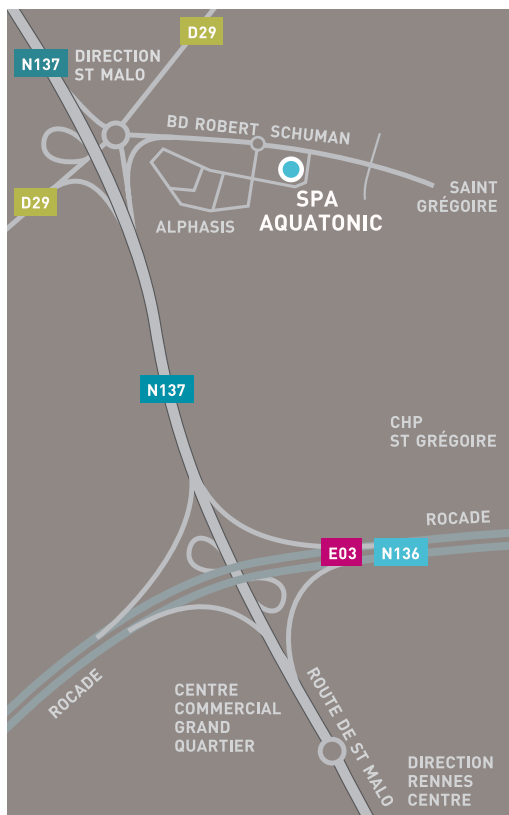 D29
N137
DIRECTION
ST MALO
BD ROBERT SCHUMAN
D29
SAINT
GRÉGOIRE
SPA
AQUATONIC
ALPHASIS
N137
CHP
ST GRÉGOIRE
ROCADE
E03
N136
ROCADE
CENTRE
COMMERCIAL
GRAND
QUARTIER
ROUTE DE ST MALO
DIRECTION
RENNES
CENTRE